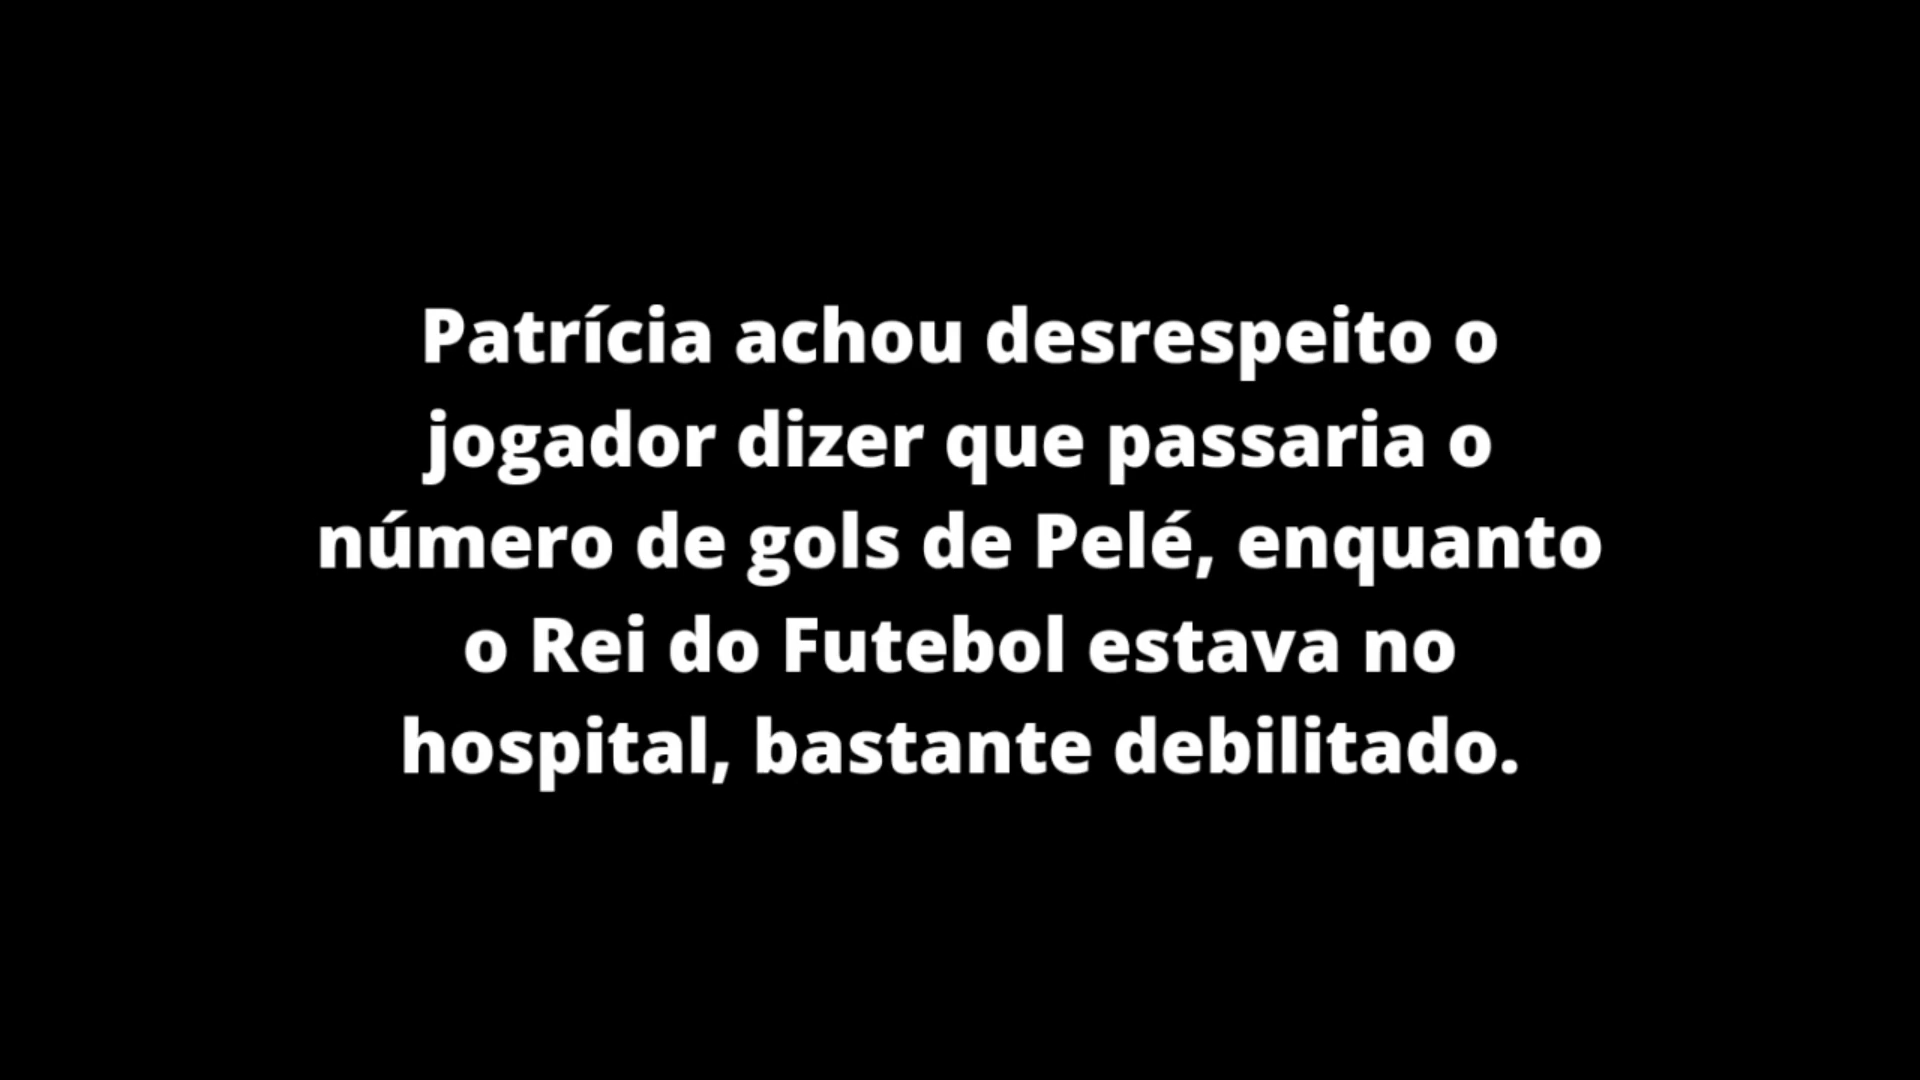 Patrícia achou desrespeito o
jogador dizer que passaria o
número de gols de Pelé, enquanto
o Rei do Futebol estava no
hospital, bastante debilitado.